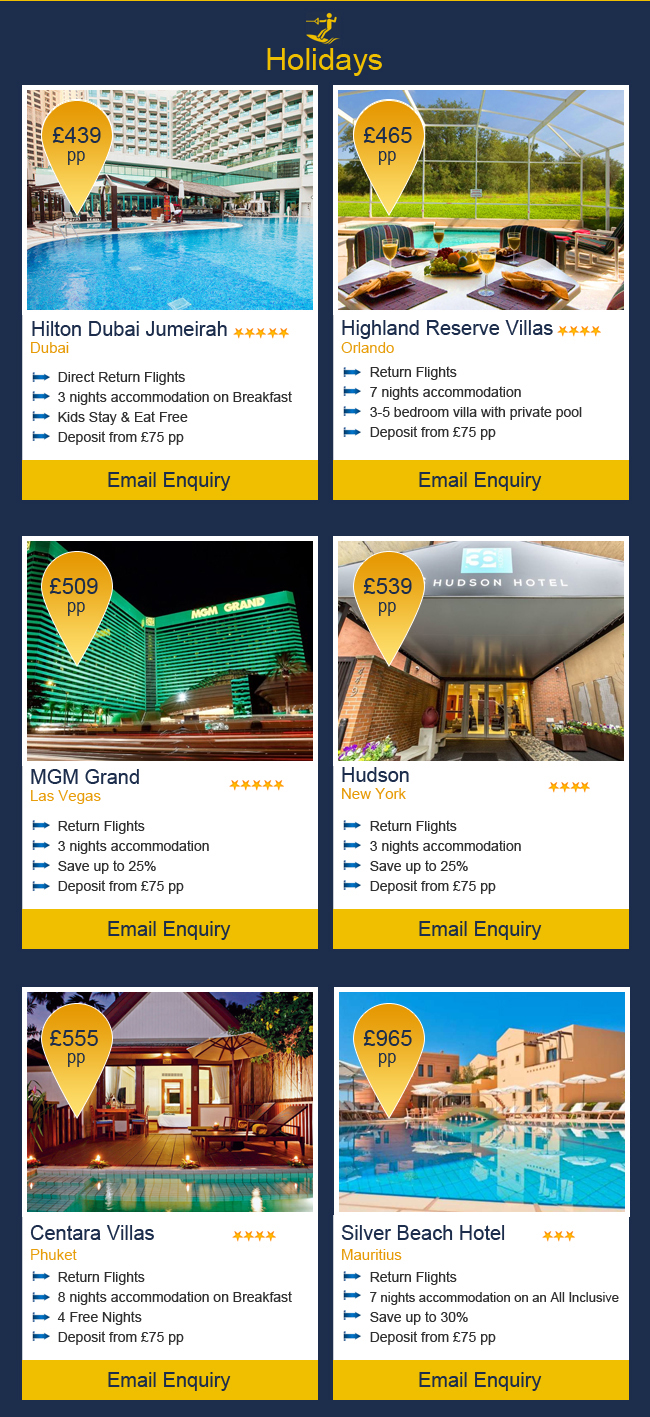 Holidays
£439
pp
Hilton Dubai Jumeirah
Dubai
Direct Return Flights
3 nights accommodation on Breakfast
Kids Stay & Eat Free
Deposit from £75 pp
Email Enquiry
£465
pp
Highland Reserve Villas
Orlando
Return Flights
7 nights accommodation
3-5 bedroom villa with private pool
Deposit from £75 pp
Email Enquiry
£509
pp
MGM GRAND
MGM Grand
Las Vegas
Return Flights
3 nights accommodation
Save up to 25%
Deposit from £75 pp
Email Enquiry
£539
pp
HUDSON HOTEL
Hudson
New York
Return Flights
3 nights accommodation
Save up to 25%
Deposit from £75 pp
Email Enquiry
£555
pp
Centara Villas
Phuket
Return Flights
8 nights accommodation on Breakfast
4 Free Nights
Deposit from £75 pp
Email Enquiry
£965
pp
Silver Beach Hotel
Mauritius
Return Flights
7 nights accommodation on an All Inclusive
Save up to 30%
Deposit from £75 pp
Email Enquiry